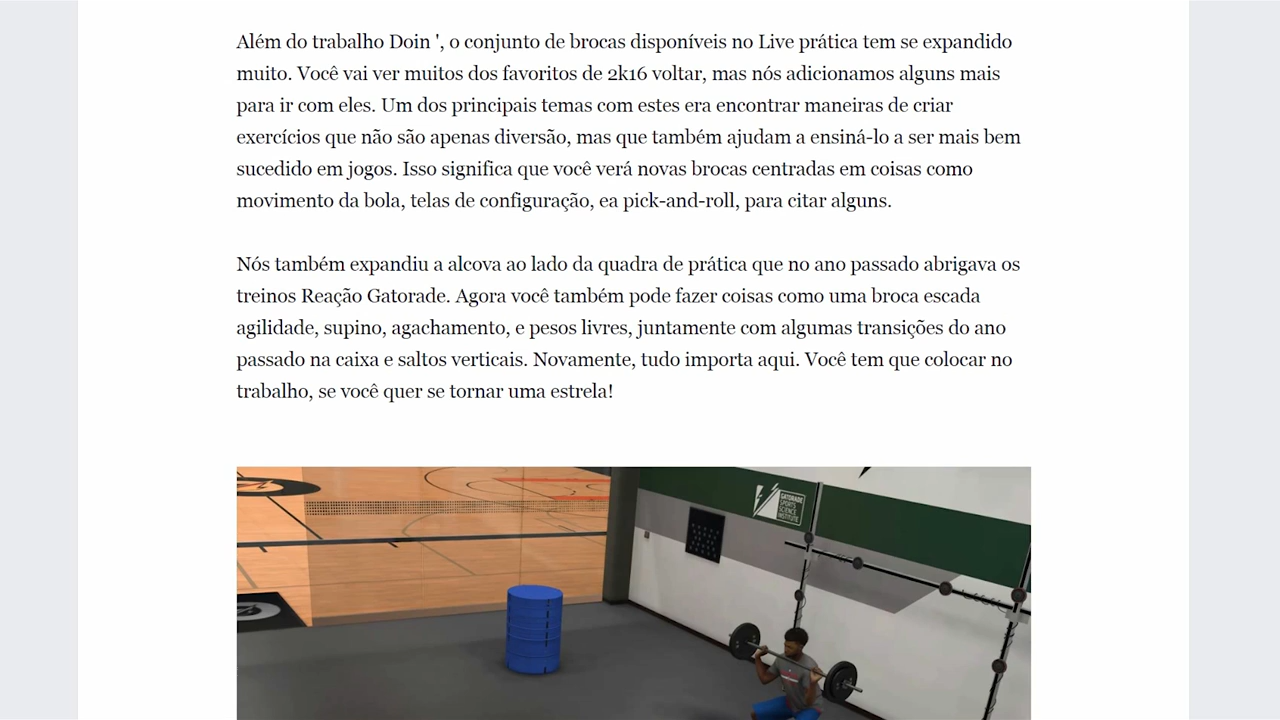 Além do trabalho Doin ', o conjunto de brocas disponíveis no Live prática tem se expandido
muito. Você vai ver muitos dos favoritos de 2k16 voltar, mas nós adicionamos alguns mais
para ir com eles. Um dos principais temas com estes era encontrar maneiras de criar
exercícios que não são apenas diversão, mas que também ajudam a ensiná-lo a ser mais bem
sucedido em jogos. Isso significa que você verá novas brocas centradas em coisas como
movimento da bola, telas de configuração, ea pick-and-roll, para citar alguns.
Nós também expandiu a alcova ao lado da quadra de prática que no ano passado abrigava os
treinos Reação Gatorade. Agora você também pode fazer coisas como uma broca escada
agilidade, supino, agachamento, e pesos livres, juntamente com algumas transições do ano
passado na caixa e saltos verticais. Novamente, tudo importa aqui. Você tem que colocar no
trabalho, se você quer se tornar uma estrela!
GATORADE
SPORTS
SCIENCE
INSTITUTE